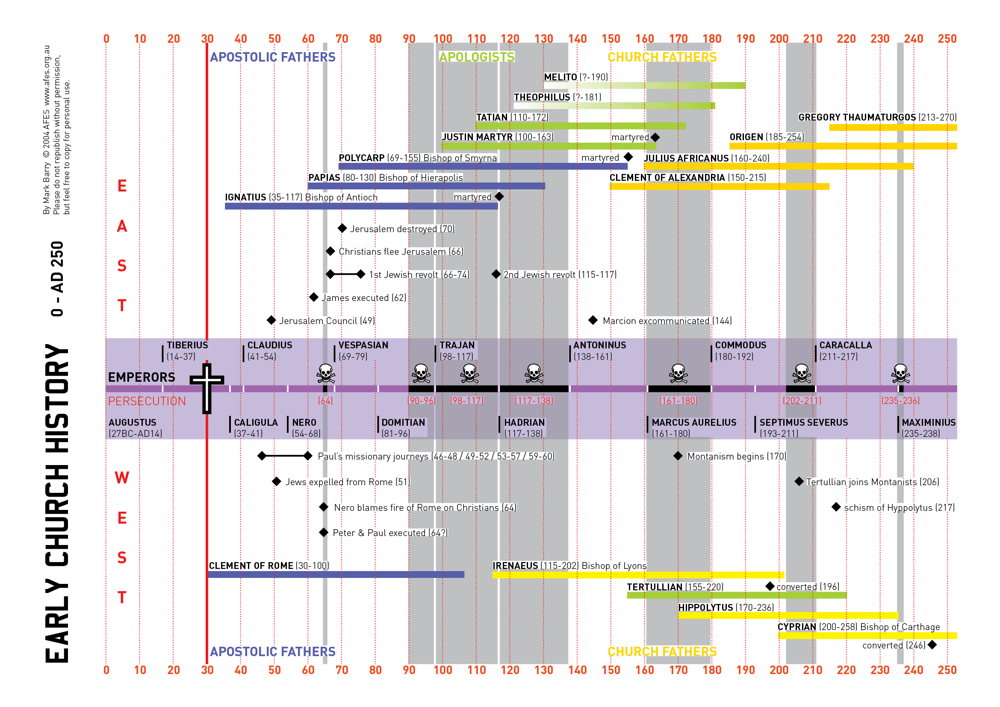 0 10 20 30 40 50 60 70 80 90 100 110 120 130 140 150 160 170 180 190 200 210 220 230 240 250
By Mark Barry © 2004 AFES www.afes.org.au
Please do not republish without permission,
but feel free to copy for personal use.
EARLY CHURCH HISTORY 0 - AD 250
APOSTOLIC FATHERS
APOLOGISTS
CHURCH FATHERS
MELITO (?-190)
THEOPHILUS (?-181)
TATIAN (110-172)
GREGORY THAUMATURGOS (213-270)
JUSTIN MARTYR (100-163)
martyred
ORIGEN (185-254)
POLYCARP (69-155) Bishop of Smyrna
martyred
JULIUS AFRICANUS (160-240)
PAPIAS (80-130) Bishop of Hierapolis
CLEMENT OF ALEXANDRIA (150-215)
IGNATIUS (35-117) Bishop of Antioch
martyred
EAST
Jerusalem destroyed (70)
Christians flee Jerusalem (66)
1st Jewish revolt (66-74)
2nd Jewish revolt (115-117)
James executed (62)
Jerusalem Council (49)
Marcion excommunicated (144)
TIBERIUS
(14-37)
CLAUDIUS
(41-54)
VESPASIAN
(69-79)
TRAJAN
(98-117)
ANTONINUS
(138-161)
COMMODUS
(180-192)
CARACALLA
(211-217)
EMPERORS
PERSECUTION
(64)
(90-96)
(98-117)
(117-138)
(161-180)
(202-211)
(235-236)
AUGUSTUS
(27BC-AD14)
CALIGULA
(37-41)
NERO
(54-68)
DOMITIAN
(81-96)
HADRIAN
(117-138)
MARCUS AURELIUS
(161-180)
SEPTIMUS SEVERUS
(193-211)
MAXIMINIUS
(235-238)
WEST
Paul's missionary journeys (46-48 / 49-52 / 53-57 / 59-60)
Montanism begins (170)
Jews expelled from Rome (51)
Tertullian joins Montanists (206)
Nero blames fire of Rome on Christians (64)
schism of Hyppolytus (217)
Peter & Paul executed (64?)
CLEMENT OF ROME (30-100)
IRENAEUS (115-202) Bishop of Lyons
TERTULLIAN (155-220)
converted (196)
HIPPOLYTUS (170-236)
CYPRIAN (200-258) Bishop of Carthage
converted (246)
APOSTOLIC FATHERS
CHURCH FATHERS
0 10 20 30 40 50 60 70 80 90 100 110 120 130 140 150 160 170 180 190 200 210 220 230 240 250